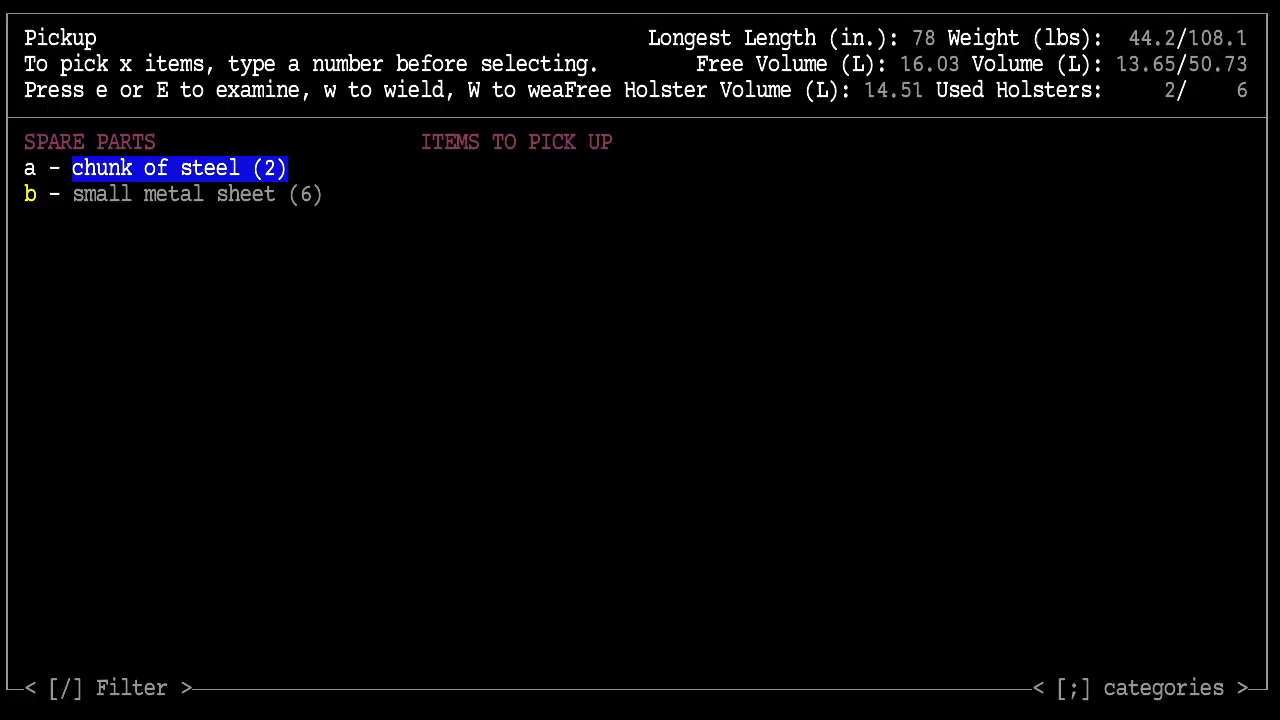 Pickup Longest Length (in.): 78 Weight (lbs): 44.2/108.1
To pick x items, type a number before selecting. Free Volume (L): 16.03 Volume (L): 13.65/50.73
Press e or E to examine, w to wield, W to weaFree Holster Volume (L): 14.51 Used Holsters: 2/ 6
SPARE PARTS ITEMS TO PICK UP
a - chunk of steel (2)
b - small metal sheet (6)
< [/] Filter > < [;] categories >